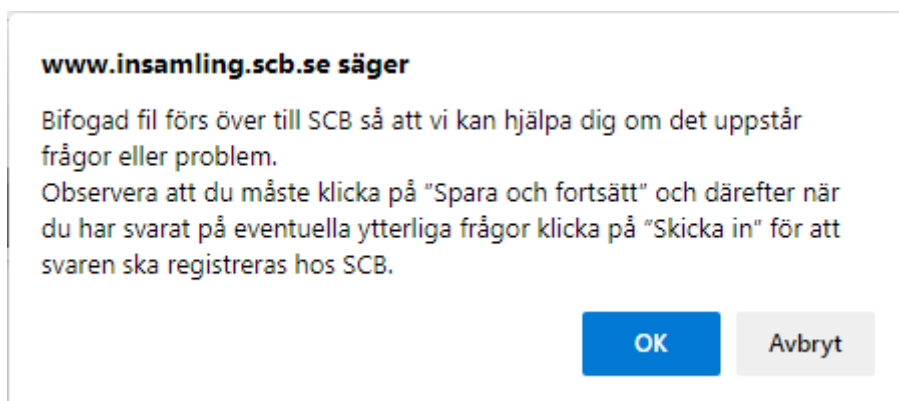 www.insamling.scb.se säger
Bifogad fil förs över till SCB så att vi kan hjälpa dig om det uppstår
frågor eller problem.
Observera att du måste klicka på ”Spara och fortsätt” och därefter när
du har svarat på eventuella ytterliga frågor klicka på ”Skicka in” för att
svaren ska registreras hos SCB.
OK
Avbryt